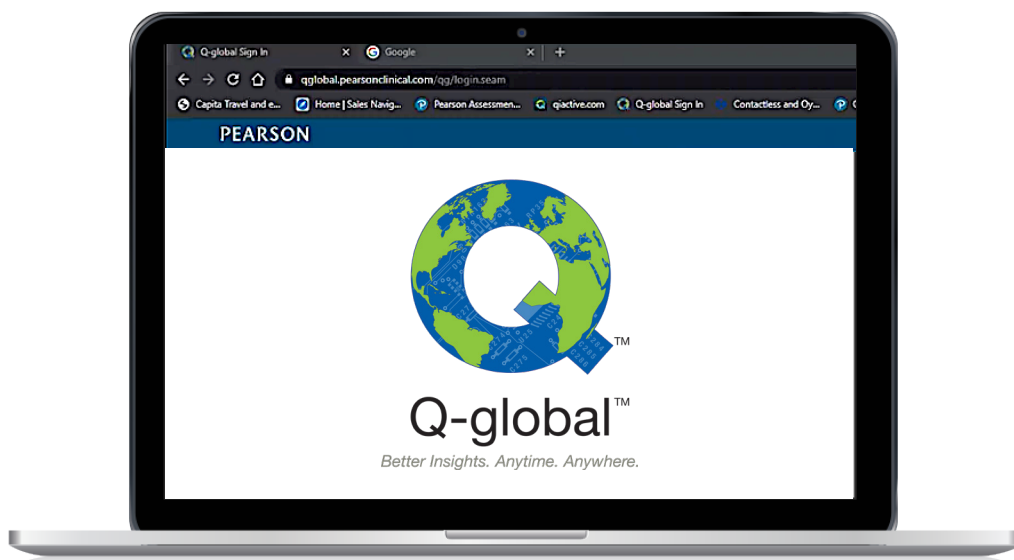 Q-global Sign In
Google
qglobal.pearsonclinical.com/qg/login.seam
Capita Travel and e... Home | Sales Navig... Pearson Assessmen... qiactive.com Q-global Sign In Contactless and Oy...
PEARSON
TM
Q-global™
Better Insights. Anytime. Anywhere.